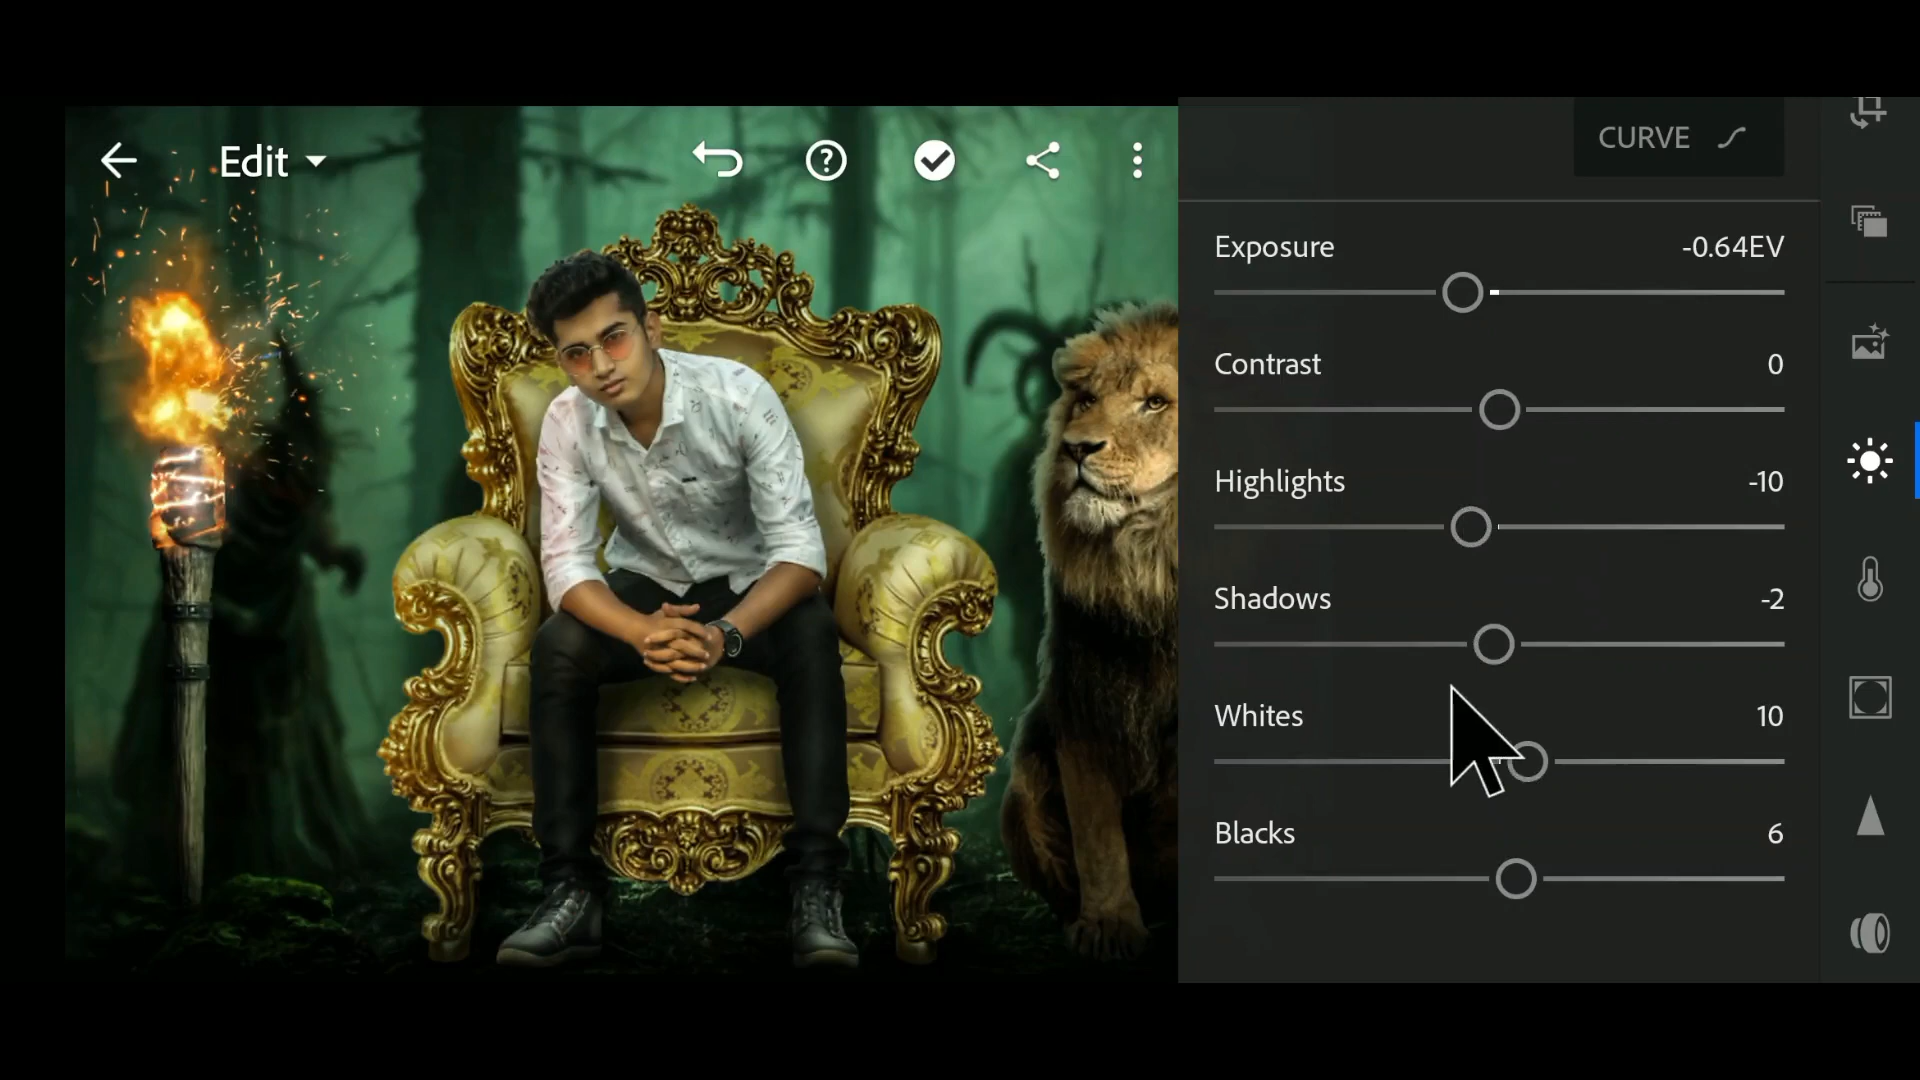 Edit
CURVE
Exposure -0.64EV
Contrast 0
Highlights -10
Shadows -2
Whites 10
Blacks 6